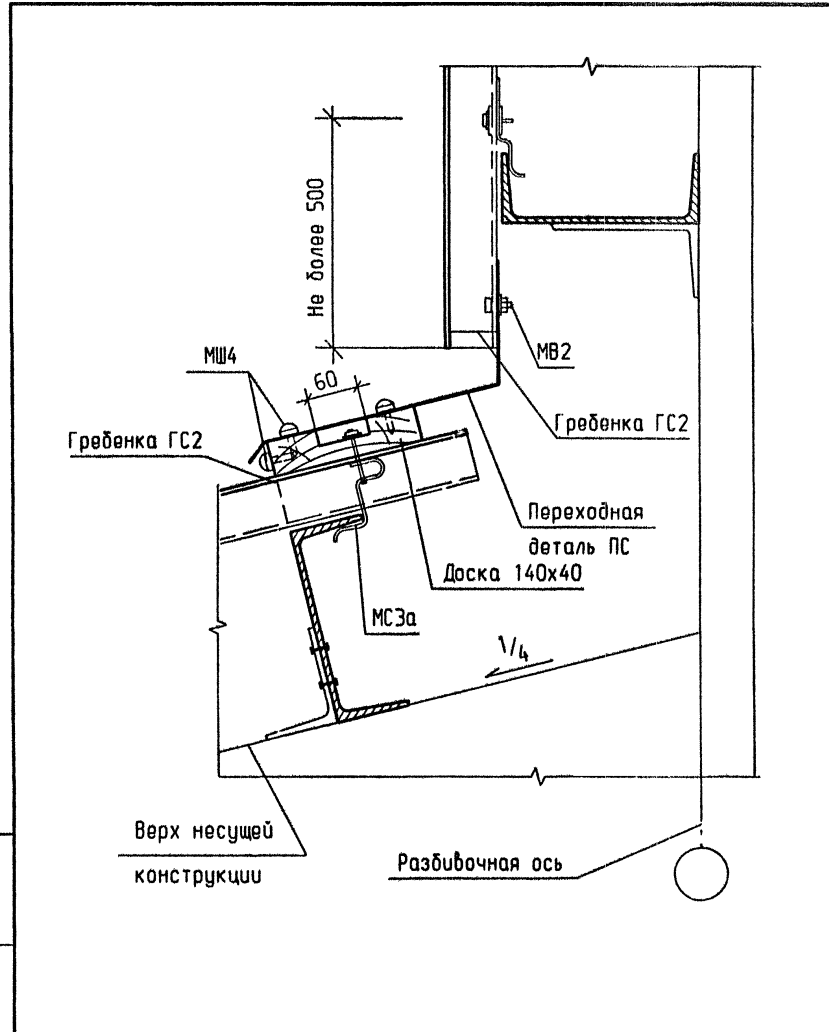 Не более 500
МШ4
60
МВ2
Гребенка ГС2
Гребенка ГС2
Переходная
деталь ПС
Доска 140х40
МС3а
1/4
Верх несущей
конструкции
Разбивочная ось